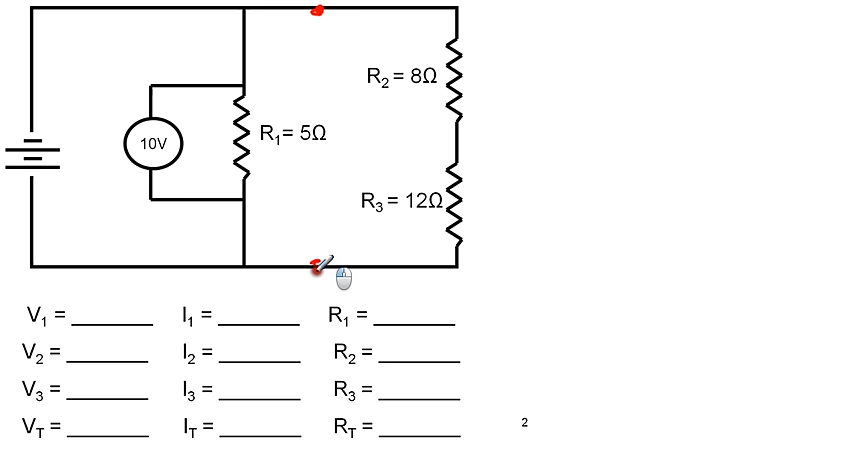 R₂ = 8Ω
10V
R₁= 5Ω
R₃ = 12Ω
V₁ = ________ I₁ = ________ R₁ = ________
V₂ = ________ I₂ = ________ R₂ = ________
V₃ = ________ I₃ = ________ R₃ = ________
V_T = ________ I_T = ________ R_T = ________
2